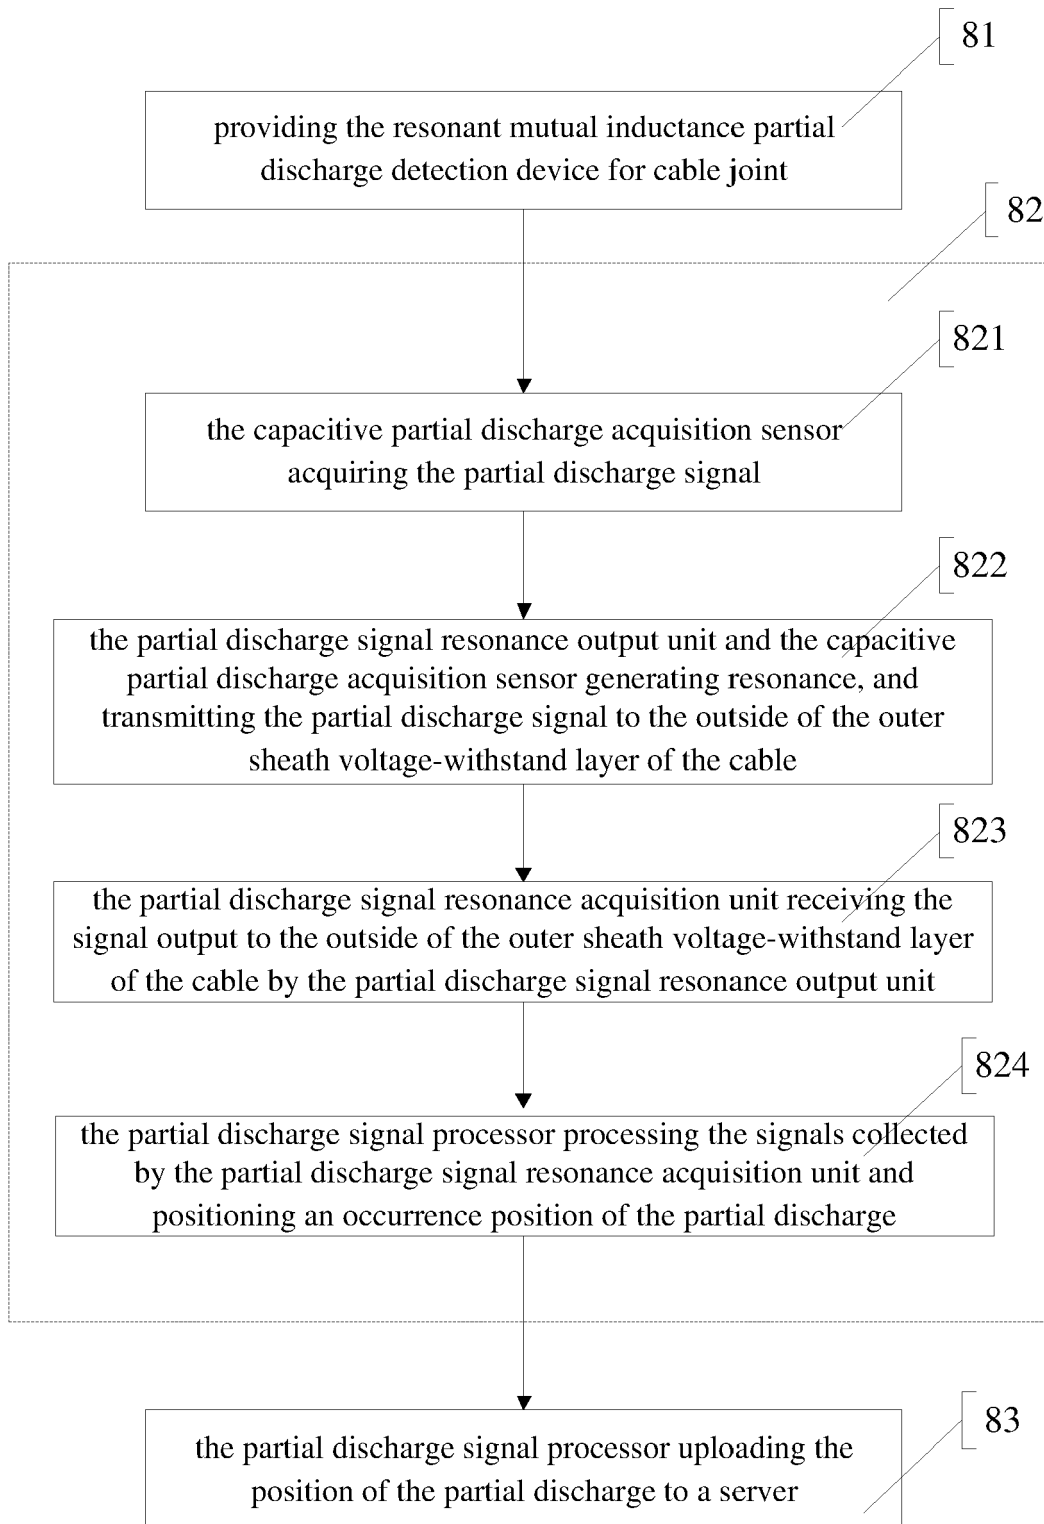 81
providing the resonant mutual inductance partial
discharge detection device for cable joint
82
821
the capacitive partial discharge acquisition sensor
acquiring the partial discharge signal
822
the partial discharge signal resonance output unit and the capacitive
partial discharge acquisition sensor generating resonance, and
transmitting the partial discharge signal to the outside of the outer
sheath voltage-withstand layer of the cable
823
the partial discharge signal resonance acquisition unit receiving the
signal output to the outside of the outer sheath voltage-withstand layer
of the cable by the partial discharge signal resonance output unit
824
the partial discharge signal processor processing the signals collected
by the partial discharge signal resonance acquisition unit and
positioning an occurrence position of the partial discharge
83
the partial discharge signal processor uploading the
position of the partial discharge to a server